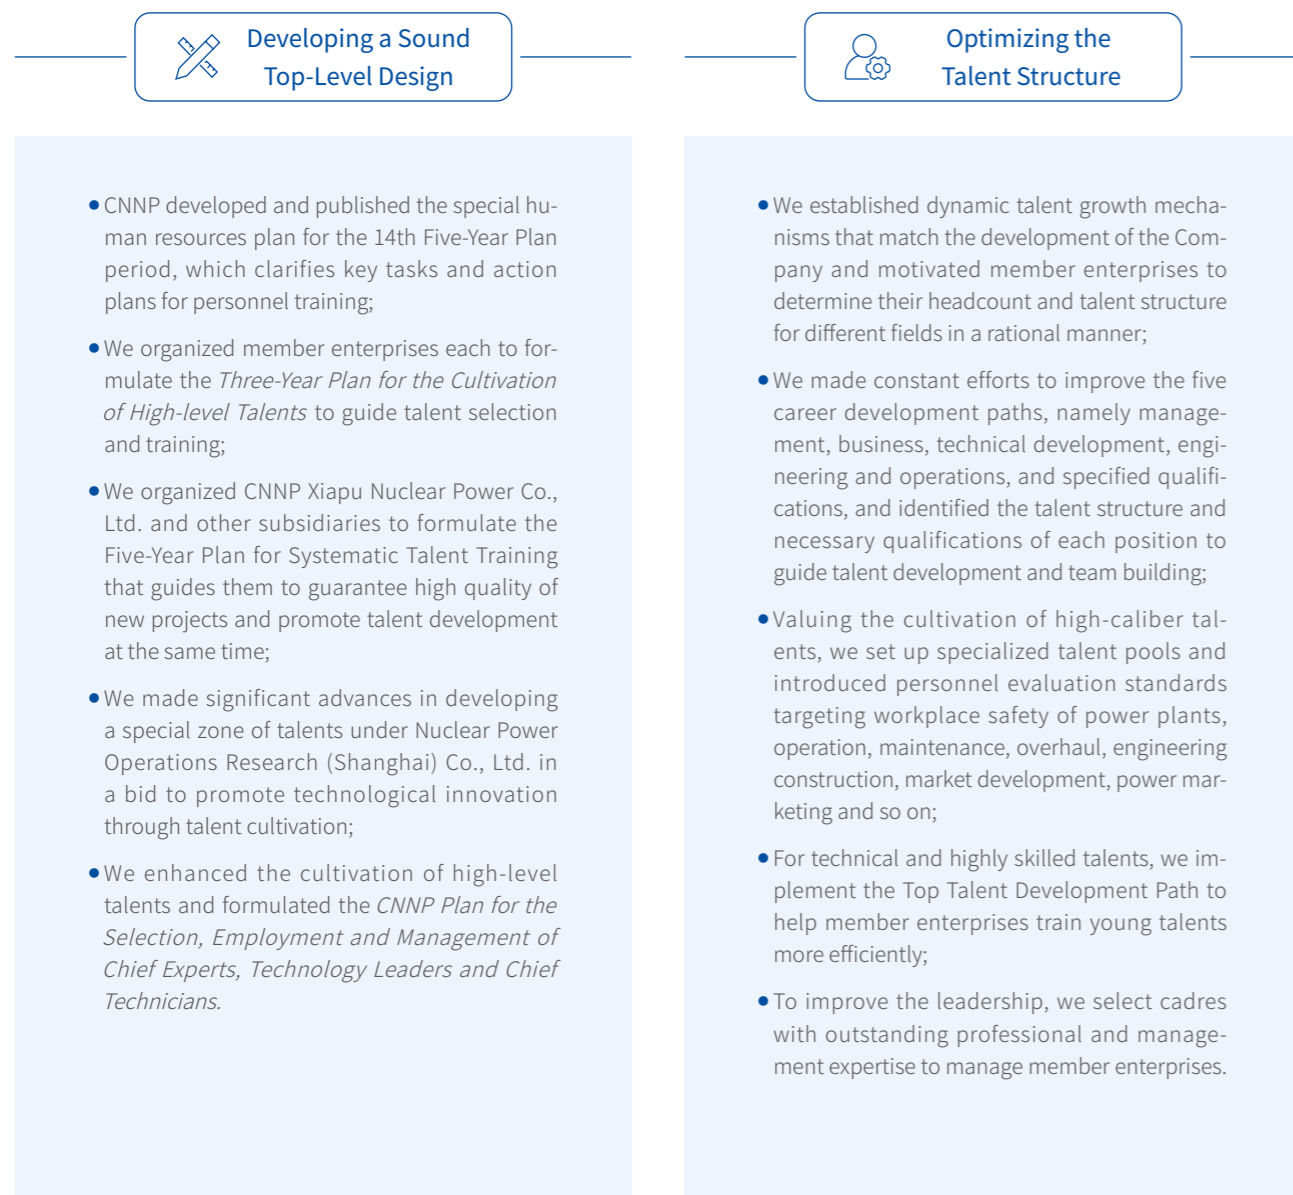 Developing a Sound
Top-Level Design
• CNNP developed and published the special hu-
man resources plan for the 14th Five-Year Plan
period, which clarifies key tasks and action
plans for personnel training;
• We organized member enterprises each to for-
mulate the Three-Year Plan for the Cultivation
of High-level Talents to guide talent selection
and training;
• We organized CNNP Xiapu Nuclear Power Co.,
Ltd. and other subsidiaries to formulate the
Five-Year Plan for Systematic Talent Training
that guides them to guarantee high quality of
new projects and promote talent development
at the same time;
• We made significant advances in developing
a special zone of talents under Nuclear Power
Operations Research (Shanghai) Co., Ltd. in
a bid to promote technological innovation
through talent cultivation;
• We enhanced the cultivation of high-level
talents and formulated the CNNP Plan for the
Selection, Employment and Management of
Chief Experts, Technology Leaders and Chief
Technicians.
Optimizing the
Talent Structure
• We established dynamic talent growth mecha-
nisms that match the development of the Com-
pany and motivated member enterprises to
determine their headcount and talent structure
for different fields in a rational manner;
• We made constant efforts to improve the five
career development paths, namely manage-
ment, business, technical development, engi-
neering and operations, and specified qualifi-
cations, and identified the talent structure and
necessary qualifications of each position to
guide talent development and team building;
• Valuing the cultivation of high-caliber tal-
ents, we set up specialized talent pools and
introduced personnel evaluation standards
targeting workplace safety of power plants,
operation, maintenance, overhaul, engineering
construction, market development, power mar-
keting and so on;
• For technical and highly skilled talents, we im-
plement the Top Talent Development Path to
help member enterprises train young talents
more efficiently;
• To improve the leadership, we select cadres
with outstanding professional and manage-
ment expertise to manage member enterprises.